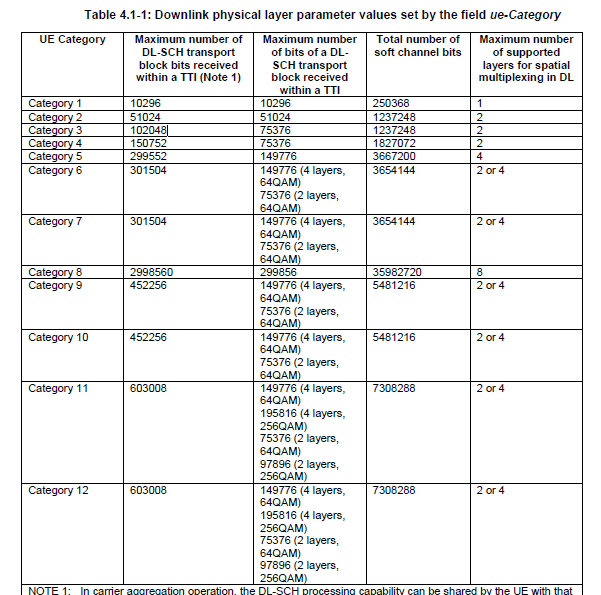 Table 4.1-1: Downlink physical layer parameter values set by the field ue-Category
UE Category
Maximum number of
DL-SCH transport
block bits received
within a TTI (Note 1)
Maximum number
of bits of a DL-
SCH transport
block received
within a TTI
Total number of
soft channel bits
Maximum number
of supported
layers for spatial
multiplexing in DL
Category 1 10296 10296 250368 1
Category 2 51024 51024 1237248 2
Category 3 102048 75376 1237248 2
Category 4 150752 75376 1827072 2
Category 5 299552 149776 3667200 4
Category 6 301504 149776 (4 layers, 3654144 2 or 4
64QAM)
75376 (2 layers,
64QAM)
Category 7 301504 149776 (4 layers, 3654144 2 or 4
64QAM)
75376 (2 layers,
64QAM)
Category 8 2998560 299856 35982720 8
Category 9 452256 149776 (4 layers, 5481216 2 or 4
64QAM)
75376 (2 layers,
64QAM)
Category 10 452256 149776 (4 layers, 5481216 2 or 4
64QAM)
75376 (2 layers,
64QAM)
Category 11 603008 149776 (4 layers, 7308288 2 or 4
64QAM)
195816 (4 layers,
256QAM)
75376 (2 layers,
64QAM)
97896 (2 layers,
256QAM)
Category 12 603008 149776 (4 layers, 7308288 2 or 4
64QAM)
195816 (4 layers,
256QAM)
75376 (2 layers,
64QAM)
97896 (2 layers,
256QAM)
NOTE 1: In carrier aggregation operation, the DL-SCH processing capability can be shared by the UE with that